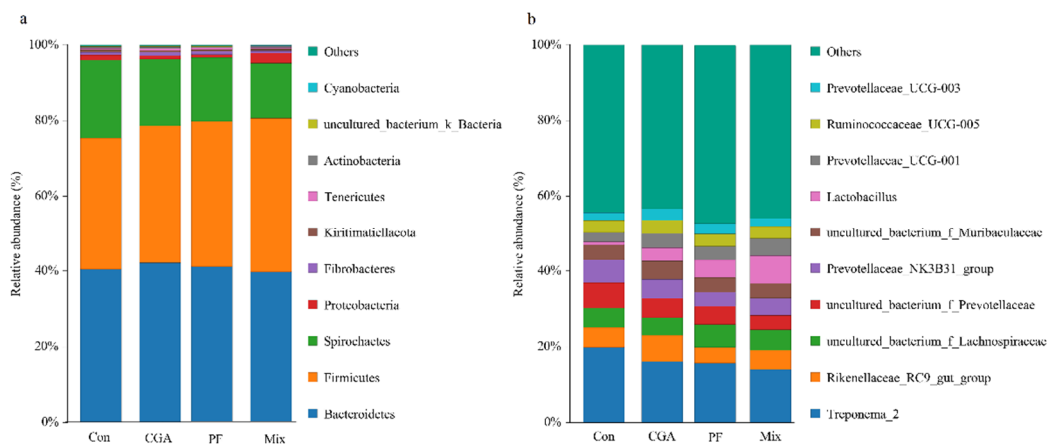 a
100%
80%
60%
40%
20%
0%
Relative abundance (%)
Con CGA PF Mix
Others
Cyanobacteria
uncultured_bacterium_k_Bacteria
Actinobacteria
Tenericutes
Kiritimatiellaeota
Fibrobacteres
Proteobacteria
Spirochaetes
Firmicutes
Bacteroidetes
b
100%
80%
60%
40%
20%
0%
Relative abundance (%)
Con CGA PF Mix
Others
Prevotellaceae_UCG-003
Ruminococcaceae_UCG-005
Prevotellaceae_UCG-001
Lactobacillus
uncultured_bacterium_f_Muribaculaceae
Prevotellaceae_NK3B31_group
uncultured_bacterium_f_Prevotellaceae
uncultured_bacterium_f_Lachnospiraceae
Rikenellaceae_RC9_gut_group
Treponema_2